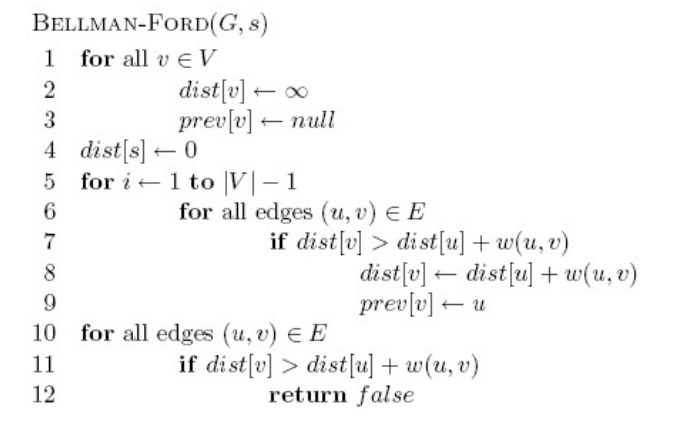 BELLMAN-FORD(G, s)
1 for all v ∈ V
2 dist[v] ← ∞
3 prev[v] ← null
4 dist[s] ← 0
5 for i ← 1 to |V| − 1
6 for all edges (u, v) ∈ E
7 if dist[v] > dist[u] + w(u, v)
8 dist[v] ← dist[u] + w(u, v)
9 prev[v] ← u
10 for all edges (u, v) ∈ E
11 if dist[v] > dist[u] + w(u, v)
12 return false